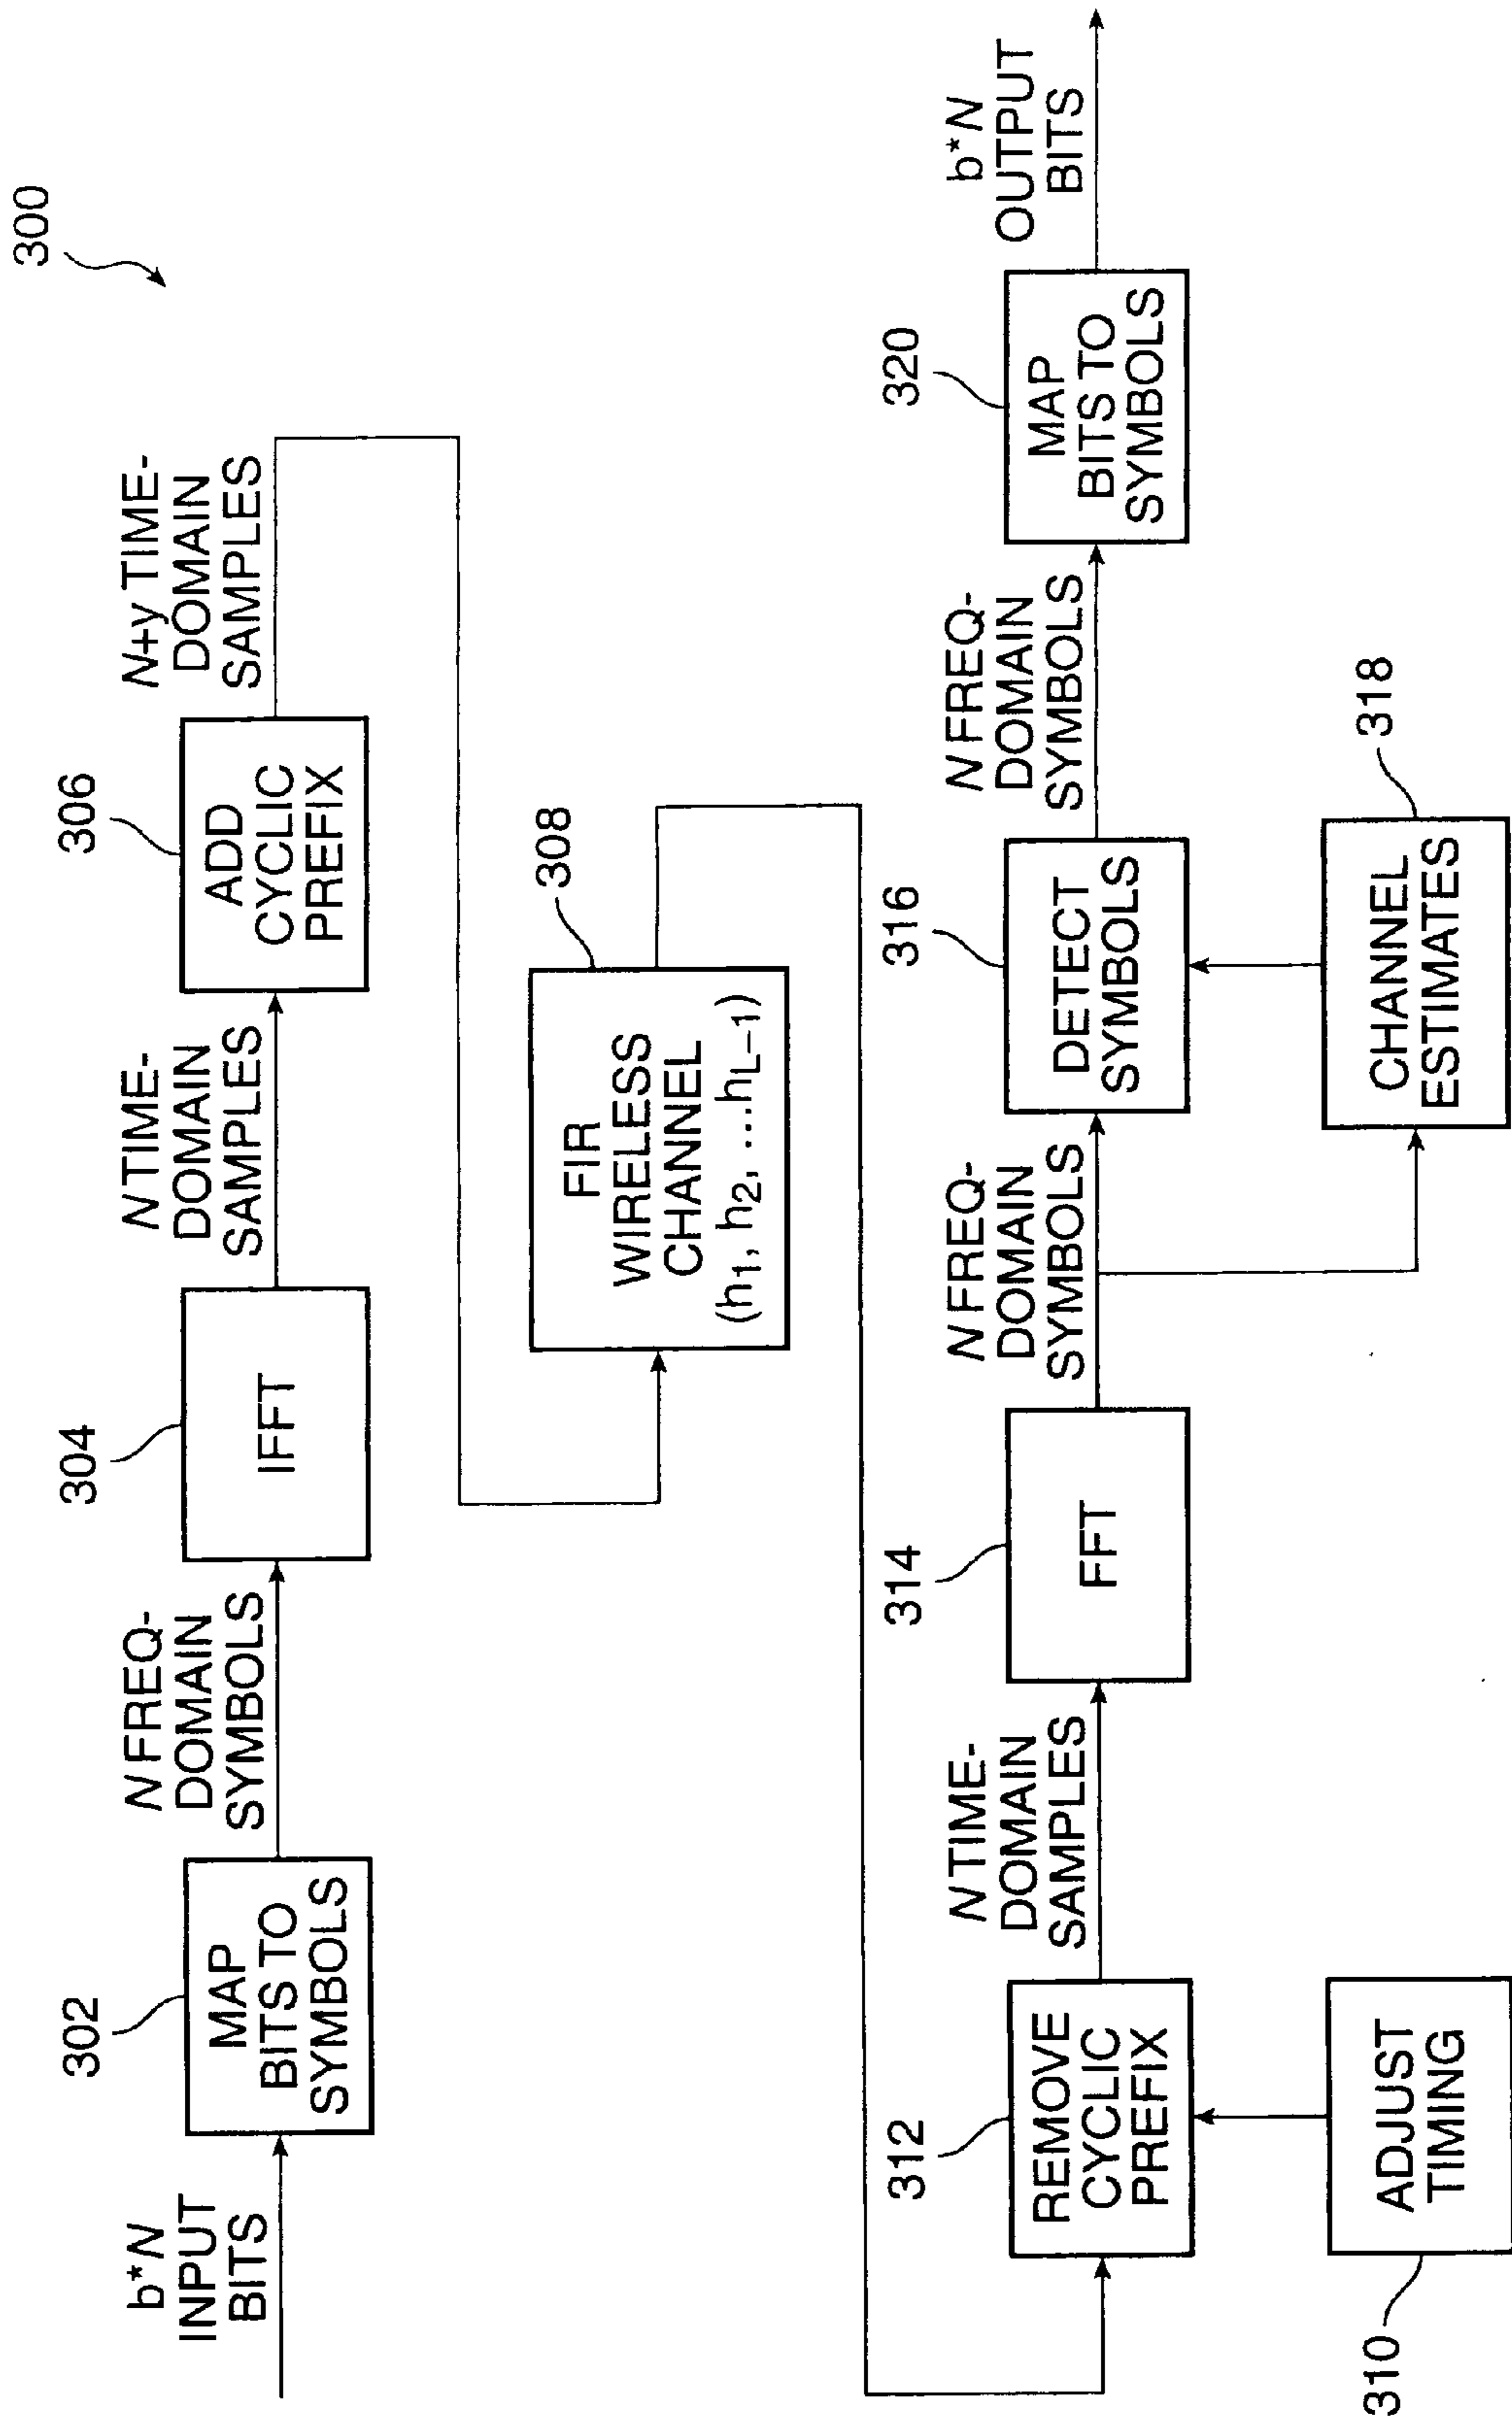 300
b*N
INPUT
BITS
302
MAP
BITS TO
SYMBOLS
N FREQ-
DOMAIN
SYMBOLS
304
IFFT
N TIME-
DOMAIN
SAMPLES
306
ADD
CYCLIC
PREFIX
N+y TIME-
DOMAIN
SAMPLES
308
FIR
WIRELESS
CHANNEL
(h1, h2, ...hL–1)
312
REMOVE
CYCLIC
PREFIX
310
ADJUST
TIMING
N TIME-
DOMAIN
SAMPLES
314
FFT
N FREQ-
DOMAIN
SYMBOLS
316
DETECT
SYMBOLS
318
CHANNEL
ESTIMATES
N FREQ-
DOMAIN
SYMBOLS
320
MAP
BITS TO
SYMBOLS
b*N
OUTPUT
BITS